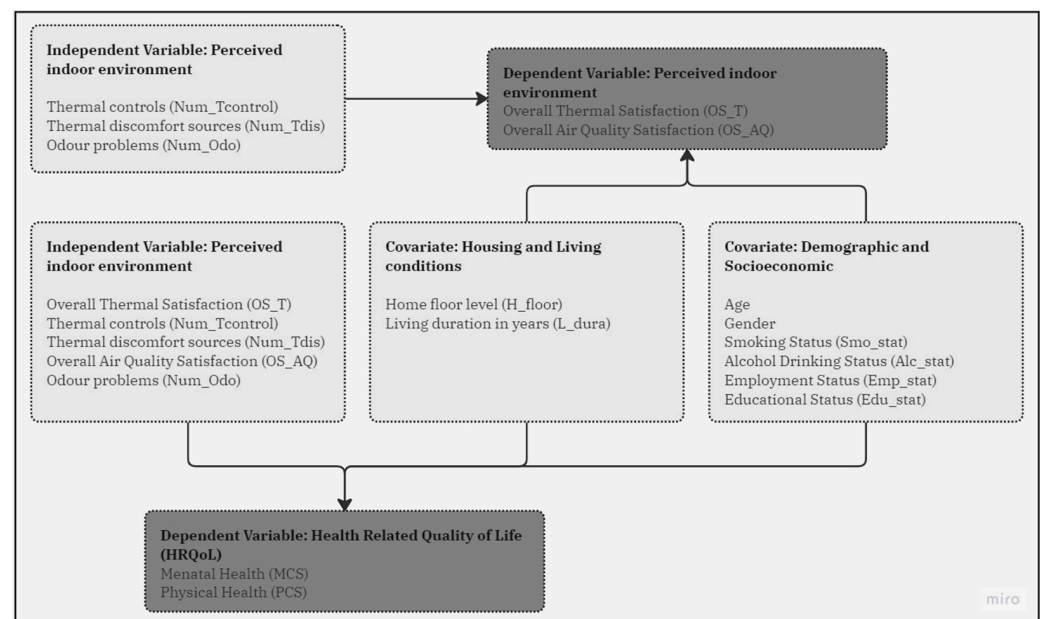 Independent Variable: Perceived
indoor environment
Thermal controls (Num_Tcontrol)
Thermal discomfort sources (Num_Tdis)
Odour problems (Num_Odo)
Dependent Variable: Perceived indoor
environment
Overall Thermal Satisfaction (OS_T)
Overall Air Quality Satisfaction (OS_AQ)
Independent Variable: Perceived
indoor environment
Overall Thermal Satisfaction (OS_T)
Thermal controls (Num_Tcontrol)
Thermal discomfort sources (Num_Tdis)
Overall Air Quality Satisfaction (OS_AQ)
Odour problems (Num_Odo)
Covariate: Housing and Living
conditions
Home floor level (H_floor)
Living duration in years (L_dura)
Covariate: Demographic and
Socioeconomic
Age
Gender
Smoking Status (Smo_stat)
Alcohol Drinking Status (Alc_stat)
Employment Status (Emp_stat)
Educational Status (Edu_stat)
Dependent Variable: Health Related Quality of Life
(HRQoL)
Menatal Health (MCS)
Physical Health (PCS)
miro